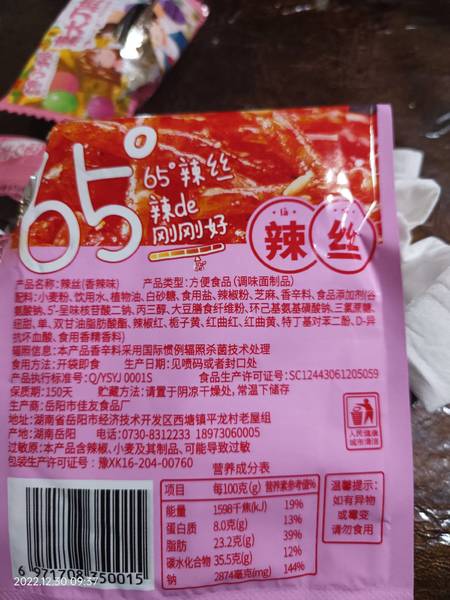 65°
65°辣丝
辣de
刚刚好
辣丝
产品名称:辣丝(香辣味) 产品类型:方便食品(调味面制品)
配料:小麦粉、饮用水、植物油、白砂糖、食用盐、辣椒粉、芝麻、香辛料、食品添加剂(谷
氨酸钠、5'-呈味核苷酸二钠、丙三醇、大豆膳食纤维粉、环己基氨基磺酸钠、三氯蔗糖、
纽甜、单,双甘油脂肪酸酯、辣椒红、栀子黄、红曲红、红曲黄、特丁基对苯二酚、D-异
抗坏血酸、食用香精香料)
辐照信息:本产品香辛料采用国际惯例辐照杀菌技术处理
食用方法:开袋即食 生产日期:见喷码或者封口处
产品执行标准号:Q/YSYJ 0001S 食品生产许可证号:SC12443061205059
保质期:150天 贮藏方法:请置于阴凉干燥处,常温下储存
生产商:岳阳市佳友食品厂
地址:湖南省岳阳市经济技术开发区西塘镇平龙村老屋组
产地:湖南岳阳 电话:0730-8312233 18973060005
过敏原:本产品含辣椒、小麦及其制品、可能导致过敏
包装生产许可证号:豫XK16-204-00760
人民健康
城市清洁
营养成分表
项目 每100克(g) 营养素参考值%
能量 1598千焦(kJ) 19%
蛋白质 8.0克(g) 13%
脂肪 23.2克(g) 39%
碳水化合物 35.5克(g) 12%
钠 2874毫克(mg) 144%
温馨提示:
如有异物
或霉变
请勿食用
6 971708 350015
2022.12.30 09:37